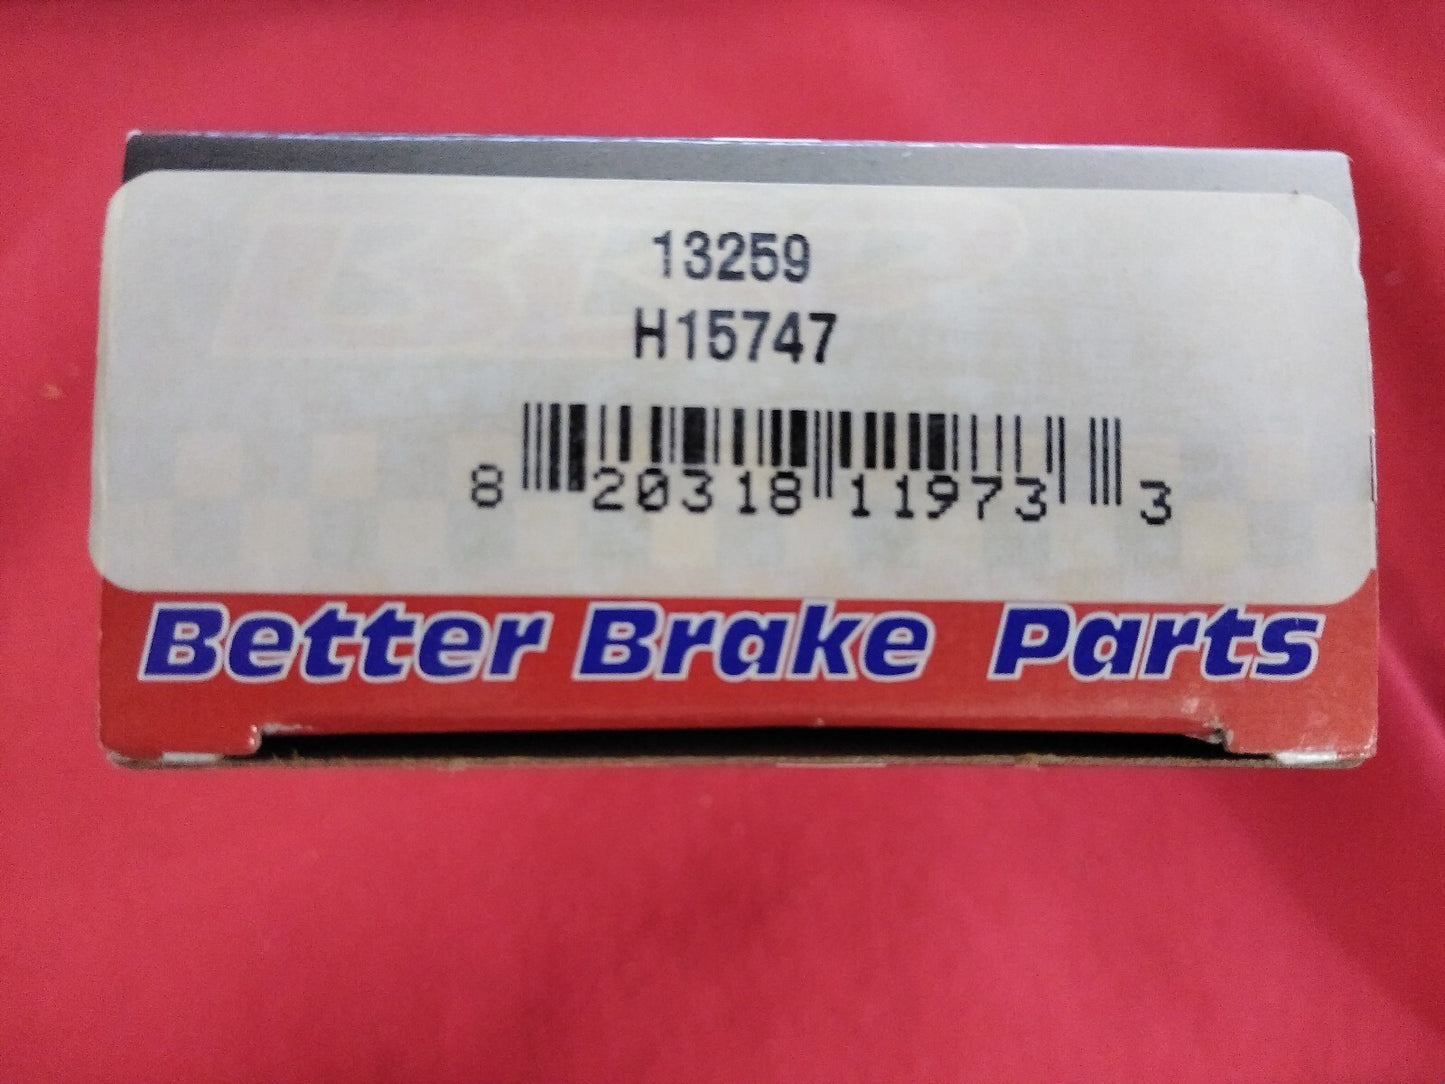 13259
H15747
8 20318 11973 3
Better Brake Parts